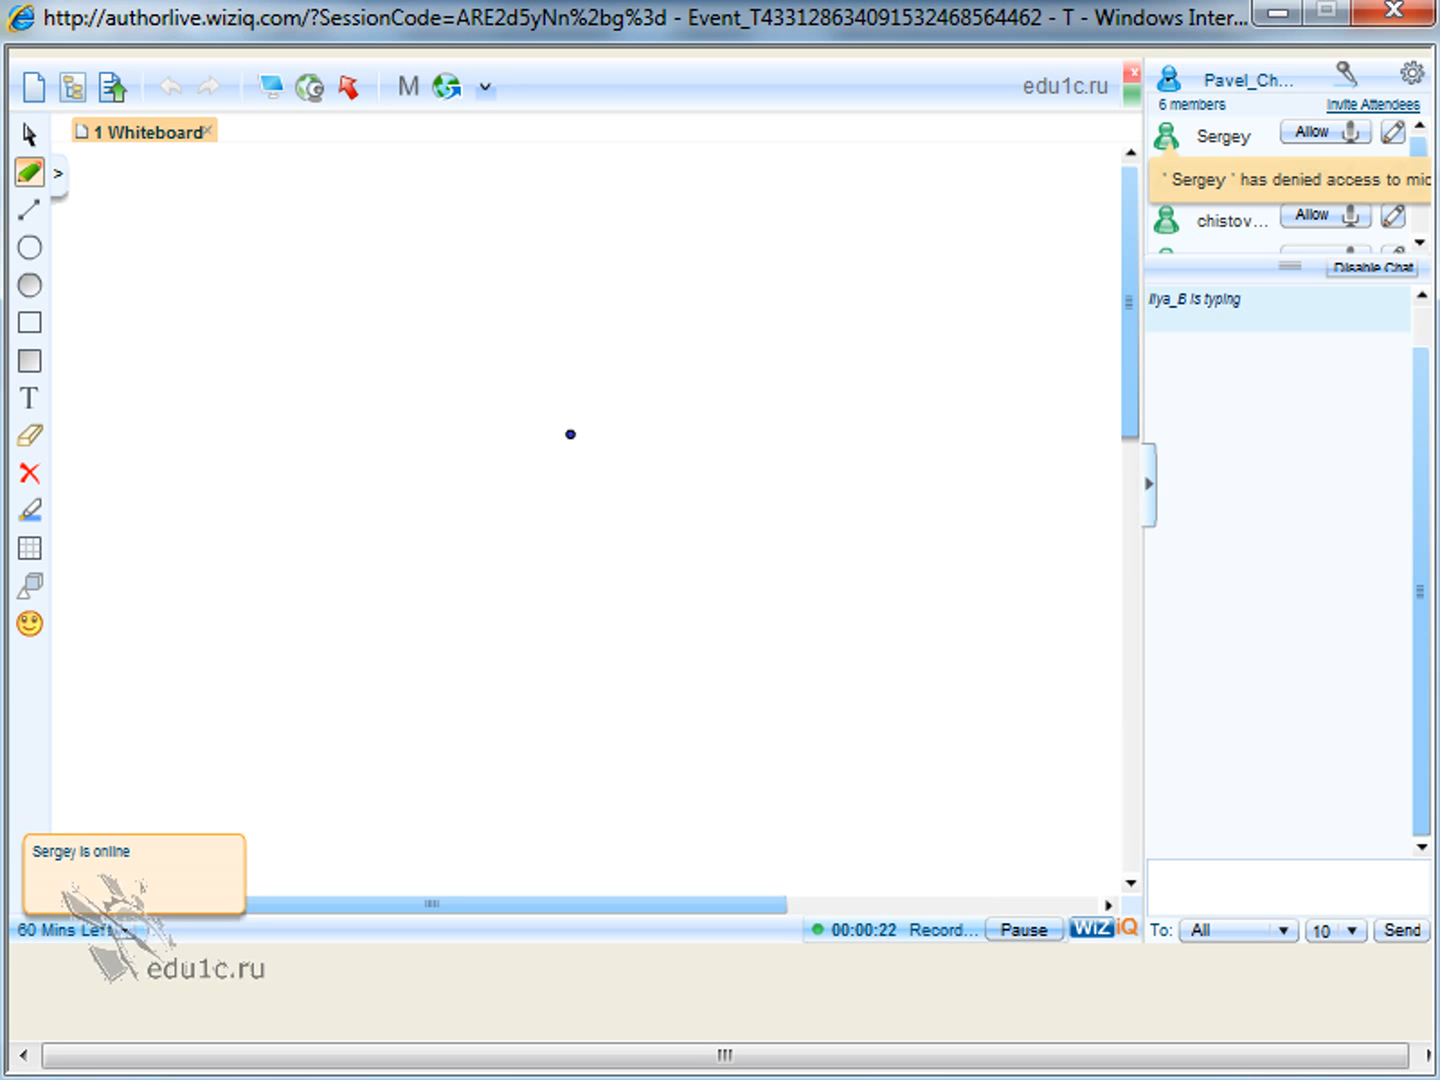 http://authorlive.wiziq.com/?SessionCode=ARE2d5yNn%2bg%3d - Event_T433128634091532468564462 - T - Windows Inter...
M
edu1c.ru
Pavel_Ch...
6 members
Invite Attendees
1 Whiteboard
Sergey
Allow
' Sergey ' has denied access to mic
chistov...
Allow
Disable Chat
Ilya_B is typing
T
Sergey is online
60 Mins Left
00:00:22 Record...
Pause
WIZiQ
To:
All
10
Send
edu1c.ru